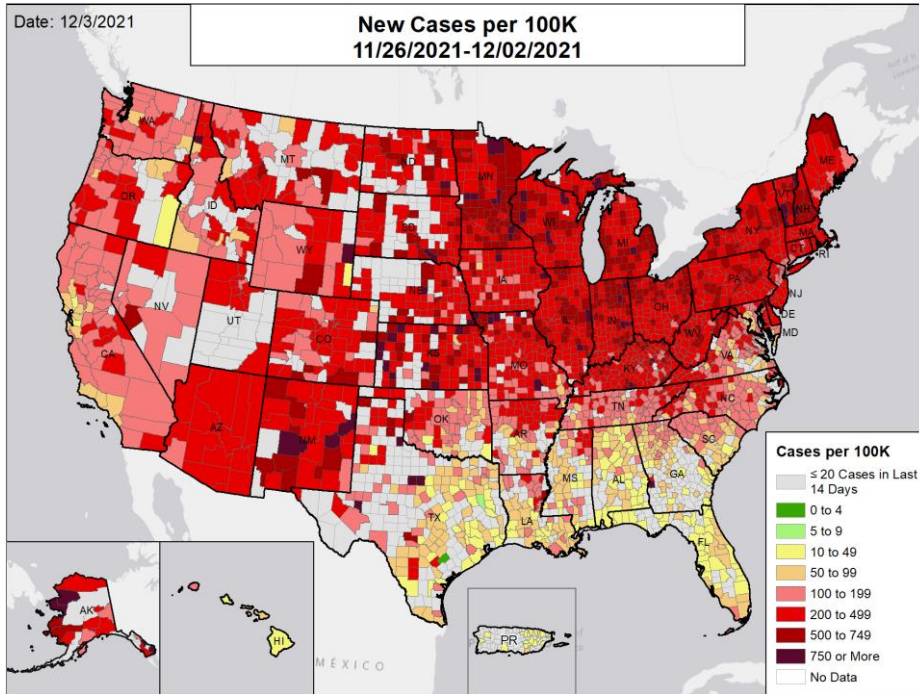 Date: 12/3/2021
New Cases per 100K
11/26/2021-12/02/2021
WA
MT
ND
MN
ME
OR
ID
SD
WI
VT
NH
WY
MI
NY
MA
CT
RI
NV
UT
NE
IA
PA
NJ
CA
CO
KS
IL
IN
OH
DE
MD
MO
WV
VA
KY
AZ
NM
OK
TN
NC
AR
SC
MS
AL
GA
TX
LA
FL
AK
HI
PR
MÉXICO
Cases per 100K
≤ 20 Cases in Last
14 Days
0 to 4
5 to 9
10 to 49
50 to 99
100 to 199
200 to 499
500 to 749
750 or More
No Data